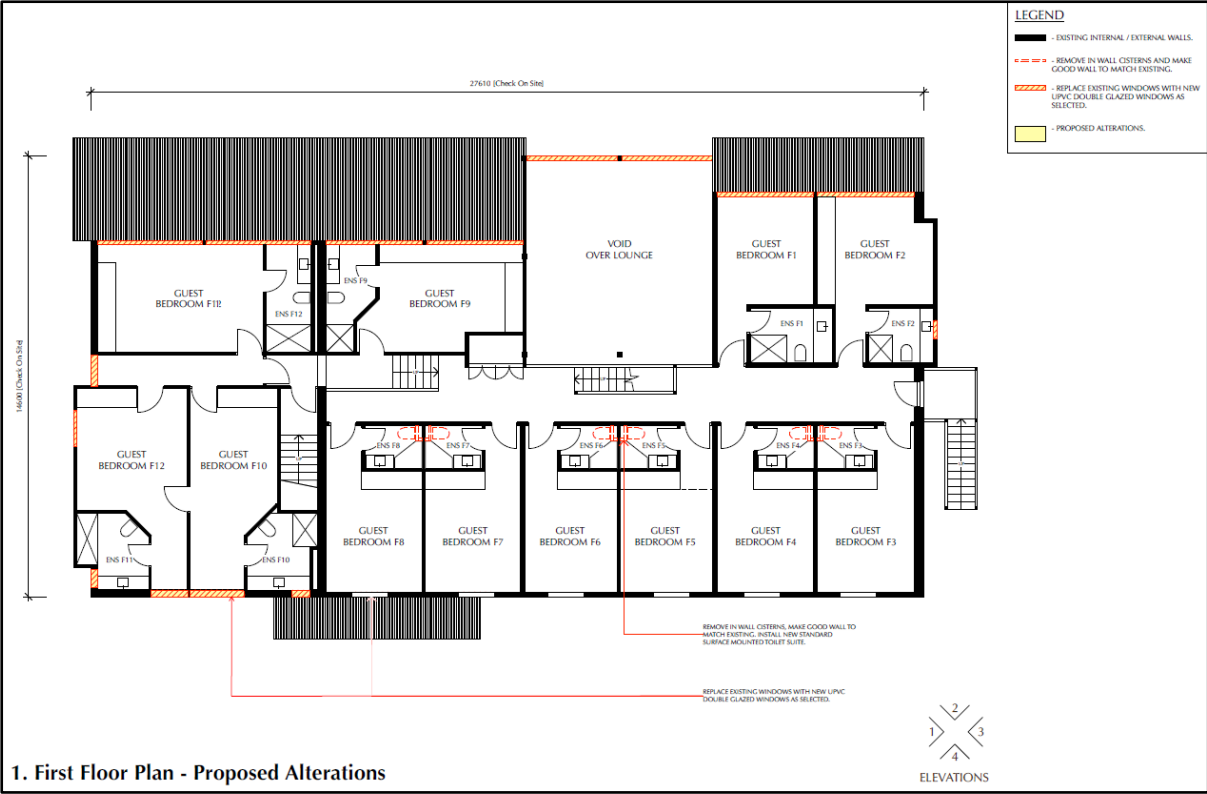 LEGEND
- EXISTING INTERNAL / EXTERNAL WALLS.
- REMOVE IN WALL CISTERNS AND MAKE
GOOD WALL TO MATCH EXISTING.
- REPLACE EXISTING WINDOWS WITH NEW
UPVC DOUBLE GLAZED WINDOWS AS
SELECTED.
- PROPOSED ALTERATIONS.
27610 [Check On Site]
14600 [Check On Site]
VOID
OVER LOUNGE
GUEST
BEDROOM F1
GUEST
BEDROOM F2
ENS F9
GUEST
BEDROOM F9
ENS F12
ENS F1
ENS F2
UP
UP
ENS F8
ENS F7
ENS F6
ENS F5
ENS F4
ENS F3
GUEST
BEDROOM F12
GUEST
BEDROOM F10
UP
UP
GUEST
BEDROOM F8
GUEST
BEDROOM F7
GUEST
BEDROOM F6
GUEST
BEDROOM F5
GUEST
BEDROOM F4
GUEST
BEDROOM F3
ENS F11
ENS F10
REMOVE IN WALL CISTERNS, MAKE GOOD WALL TO
MATCH EXISTING. INSTALL NEW STANDARD
SURFACE MOUNTED TOILET SUITE.
REPLACE EXISTING WINDOWS WITH NEW UPVC
DOUBLE GLAZED WINDOWS AS SELECTED.
2
1
3
4
ELEVATIONS
1. First Floor Plan - Proposed Alterations
GUEST
BEDROOM